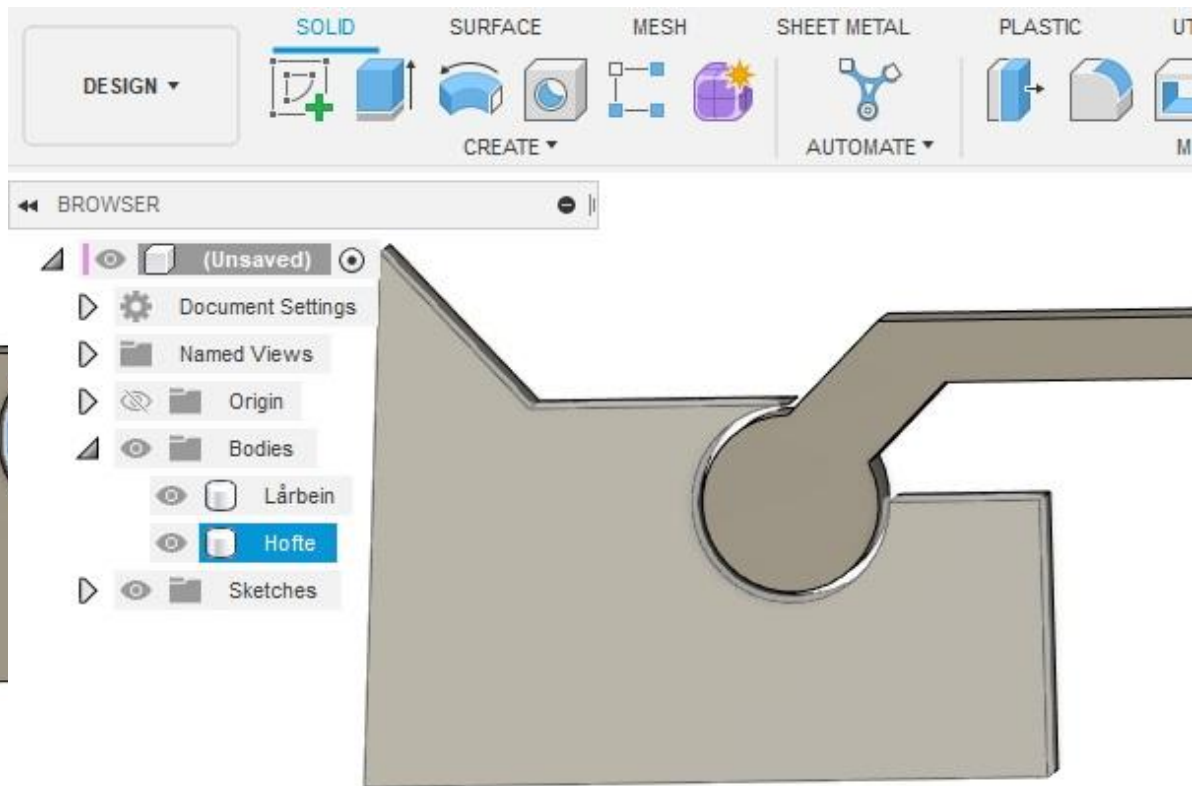 SOLID SURFACE MESH SHEET METAL PLASTIC
DESIGN
CREATE AUTOMATE
BROWSER
(Unsaved)
Document Settings
Named Views
Origin
Bodies
Lårbein
Hofte
Sketches